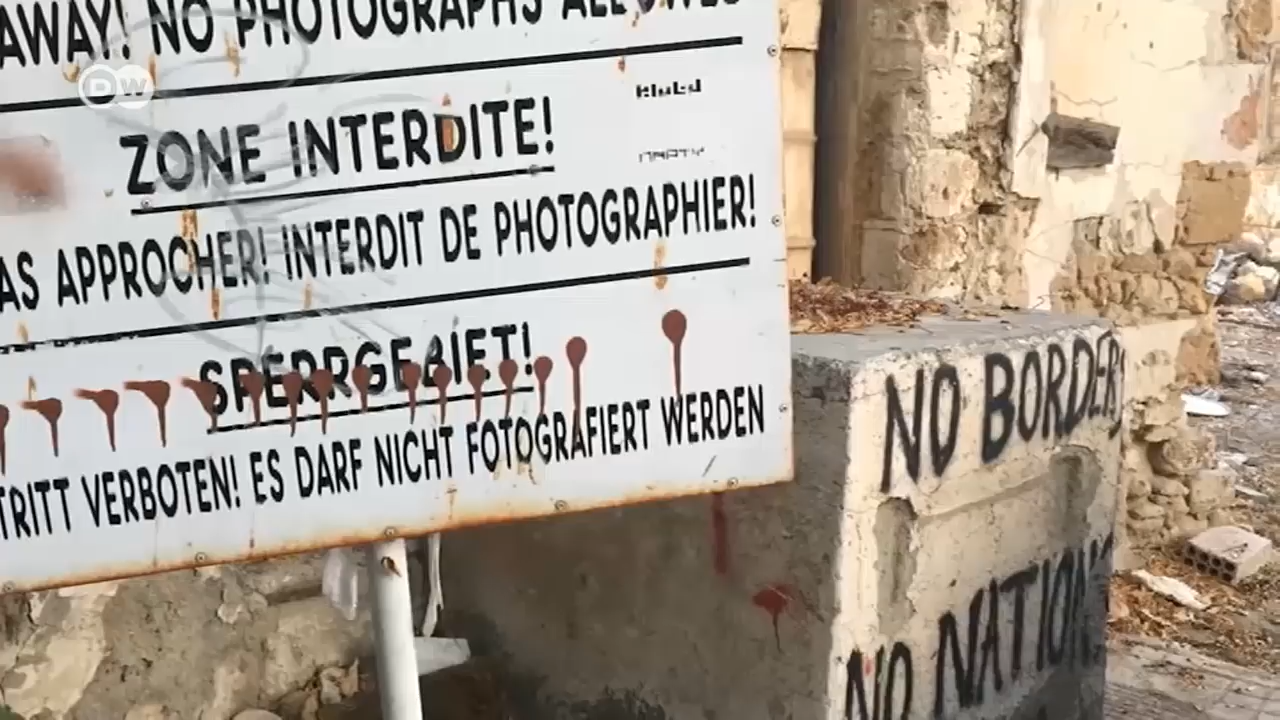 AWAY! NO PHOTOGRAPHS ALLOWED
DW
ZONE INTERDITE!
AS APPROCHER! INTERDIT DE PHOTOGRAPHIER!
SPERRGEBIET!
TRITT VERBOTEN! ES DARF NICHT FOTOGRAFIERT WERDEN
NO BORDERS
NO NATIONS